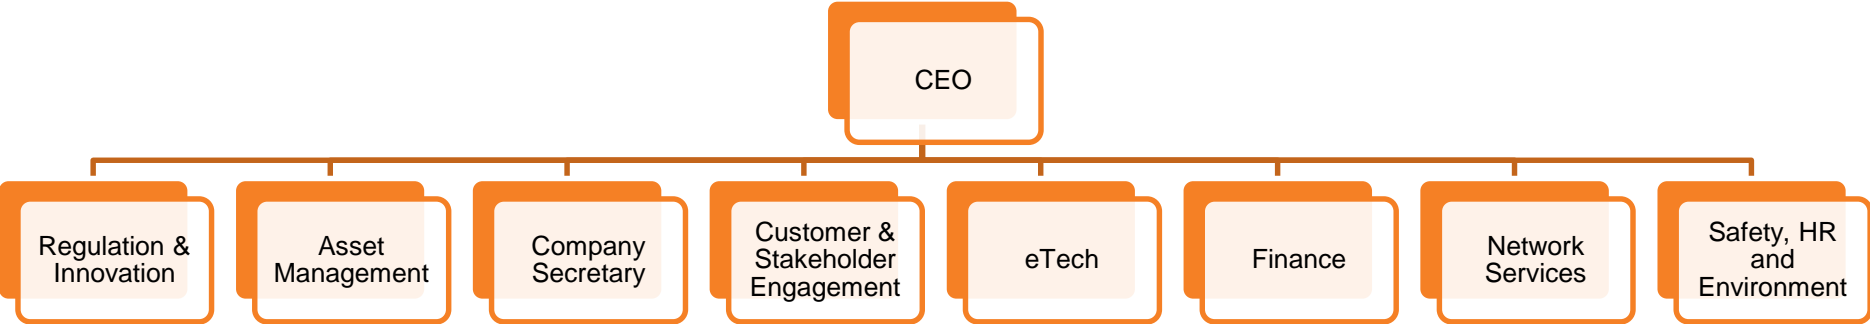 CEO
Regulation &
Innovation
Asset
Management
Company
Secretary
Customer &
Stakeholder
Engagement
eTech
Finance
Network
Services
Safety, HR
and
Environment